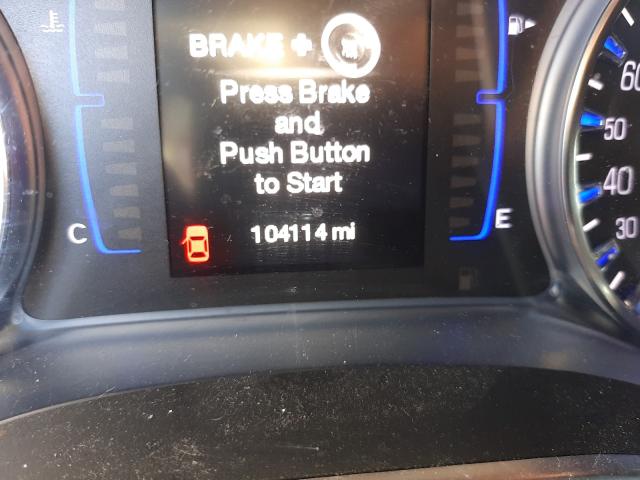 BRAKE +
Press Brake
and
Push Button
to Start
104114 mi
C
E
60
50
40
30